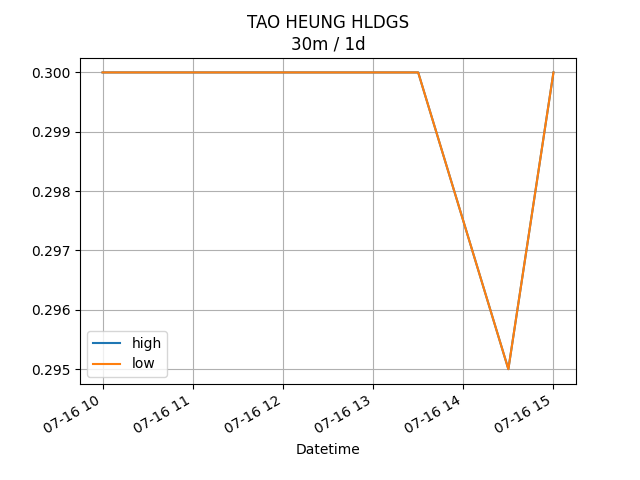 TAO HEUNG HLDGS
30m / 1d
0.300
0.299
0.298
0.297
0.296
0.295
high
low
07-16 10
07-16 11
07-16 12
07-16 13
07-16 14
07-16 15
Datetime